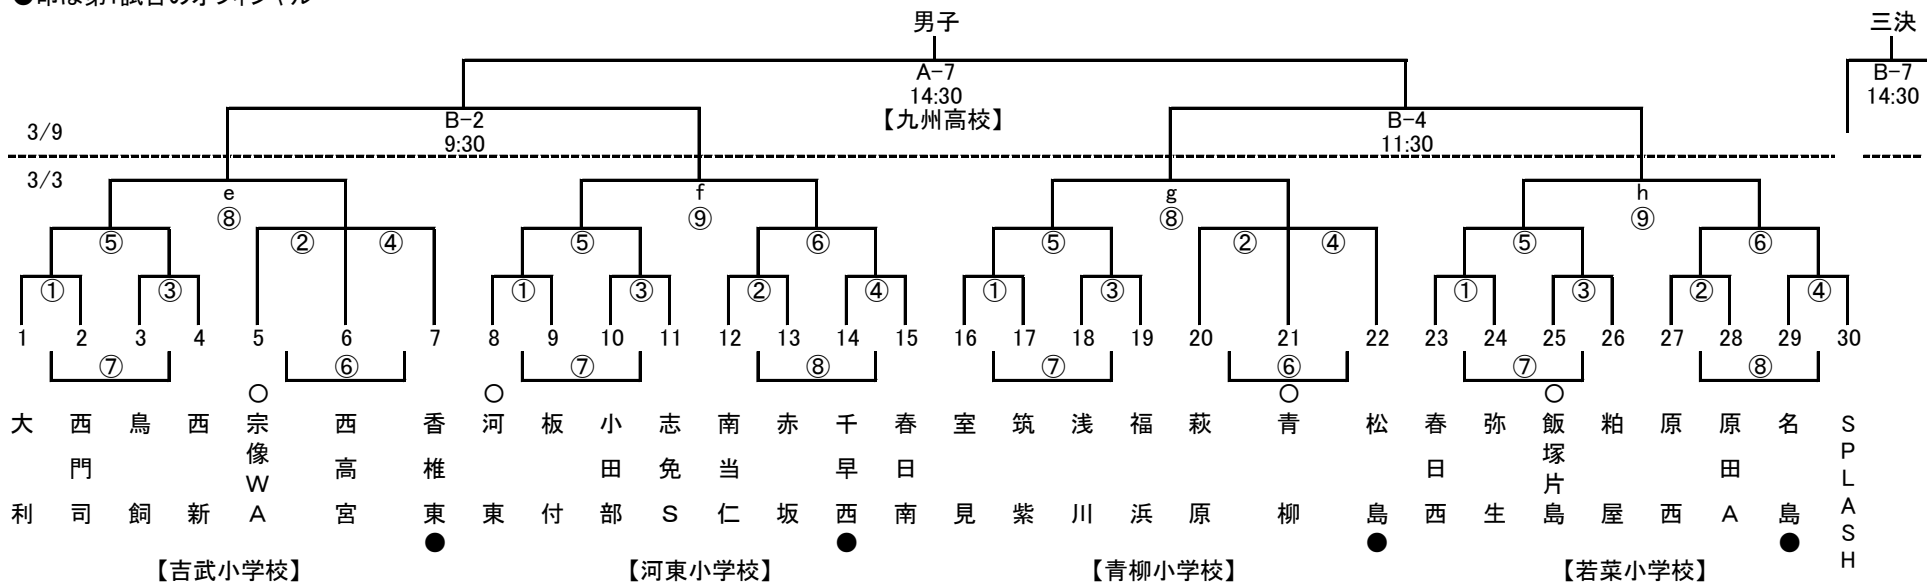 ●印は第1試合のオフィシャル
男子
三決
A-7
14:30
【九州高校】
B-7
14:30
3/9
B-2
9:30
B-4
11:30
3/3
e
f
g
h
⑧
⑨
⑧
⑨
⑤ ② ④ ⑤ ⑥ ⑤ ② ④ ⑤ ⑥
① ③ ① ③ ② ④ ① ③ ① ③ ② ④
1 2 3 4 5 6 7 8 9 10 11 12 13 14 15 16 17 18 19 20 21 22 23 24 25 26 27 28 29 30
⑦ ⑥ ⑦ ⑧ ⑦ ⑥ ⑦ ⑧
○ ○ ○ ○
大利
西門司
鳥飼
西新
宗像WA
西高宮
香椎東
河東
板付
小田部
志免S
南当仁
赤坂
千早西
春日南
室見
筑紫
浅川
福浜
萩原
青柳
松島
春日西
弥生
飯塚片島
粕屋
原西
原田A
名島
SPLASH
● ● ● ●
【吉武小学校】
【河東小学校】
【青柳小学校】
【若菜小学校】